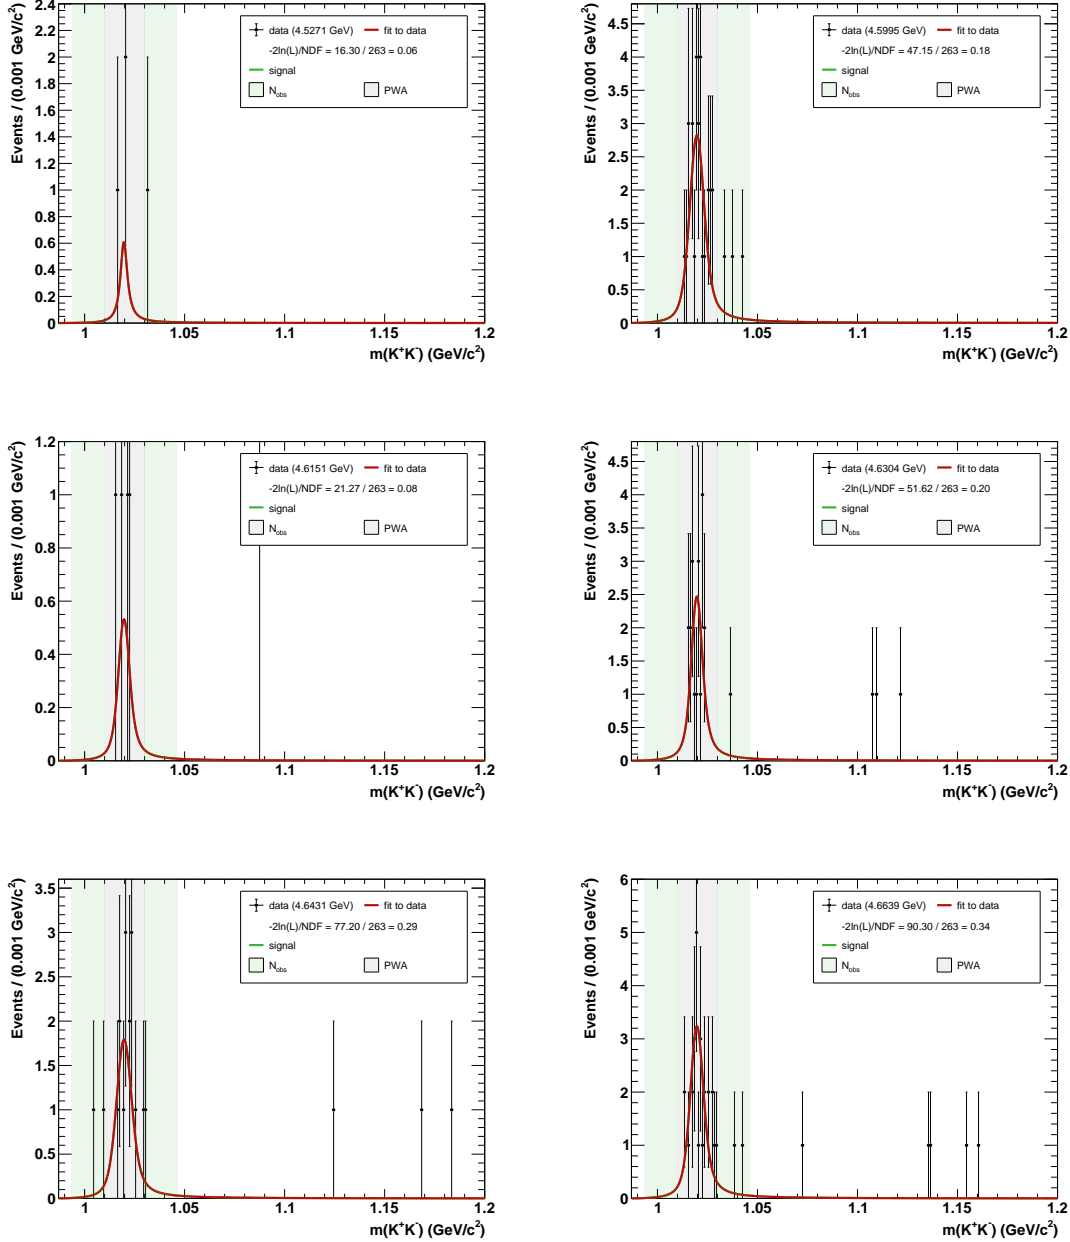 Events / (0.001 GeV/c²)
2.4
2.2
2
1.8
1.6
1.4
1.2
1
0.8
0.6
0.4
0.2
0
data (4.5271 GeV) fit to data
-2ln(L)/NDF = 16.30 / 263 = 0.06
signal
N_obs PWA
1 1.05 1.1 1.15 1.2
m(K⁺K⁻) (GeV/c²)
Events / (0.001 GeV/c²)
4.5
4
3.5
3
2.5
2
1.5
1
0.5
0
data (4.5995 GeV) fit to data
-2ln(L)/NDF = 47.15 / 263 = 0.18
signal
N_obs PWA
1 1.05 1.1 1.15 1.2
m(K⁺K⁻) (GeV/c²)
Events / (0.001 GeV/c²)
1.2
1
0.8
0.6
0.4
0.2
0
data (4.6151 GeV) fit to data
-2ln(L)/NDF = 21.27 / 263 = 0.08
signal
N_obs PWA
1 1.05 1.1 1.15 1.2
m(K⁺K⁻) (GeV/c²)
Events / (0.001 GeV/c²)
4.5
4
3.5
3
2.5
2
1.5
1
0.5
0
data (4.6304 GeV) fit to data
-2ln(L)/NDF = 51.62 / 263 = 0.20
signal
N_obs PWA
1 1.05 1.1 1.15 1.2
m(K⁺K⁻) (GeV/c²)
Events / (0.001 GeV/c²)
3.5
3
2.5
2
1.5
1
0.5
0
data (4.6431 GeV) fit to data
-2ln(L)/NDF = 77.20 / 263 = 0.29
signal
N_obs PWA
1 1.05 1.1 1.15 1.2
m(K⁺K⁻) (GeV/c²)
Events / (0.001 GeV/c²)
6
5
4
3
2
1
0
data (4.6639 GeV) fit to data
-2ln(L)/NDF = 90.30 / 263 = 0.34
signal
N_obs PWA
1 1.05 1.1 1.15 1.2
m(K⁺K⁻) (GeV/c²)